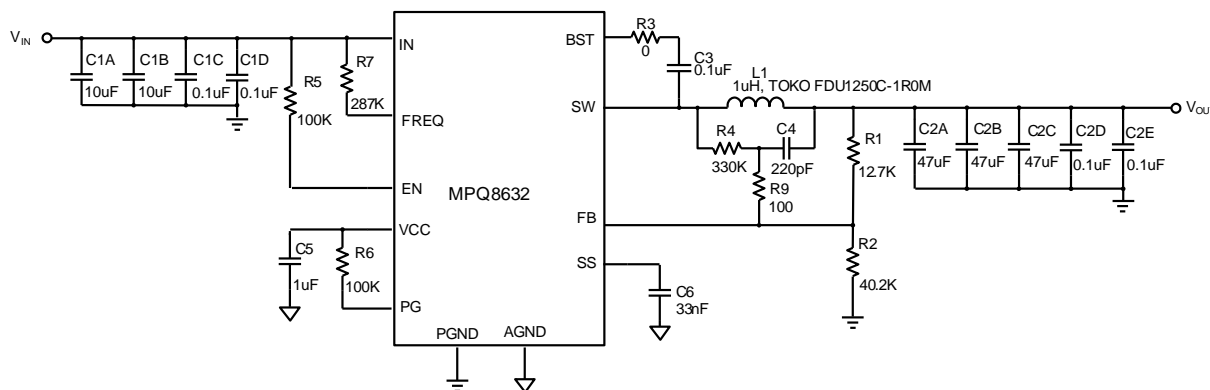 VIN
C1A
10uF
C1B
10uF
C1C
0.1uF
C1D
0.1uF
R5
100K
R7
287K
IN
FREQ
EN
VCC
PG
PGND
AGND
MPQ8632
BST
SW
FB
SS
C5
1uF
R6
100K
R3
0
C3
0.1uF
L1
1uH, TOKO FDU1250C-1R0M
R4
330K
C4
220pF
R9
100
R1
12.7K
R2
40.2K
C6
33nF
C2A
47uF
C2B
47uF
C2C
47uF
C2D
0.1uF
C2E
0.1uF
VOU